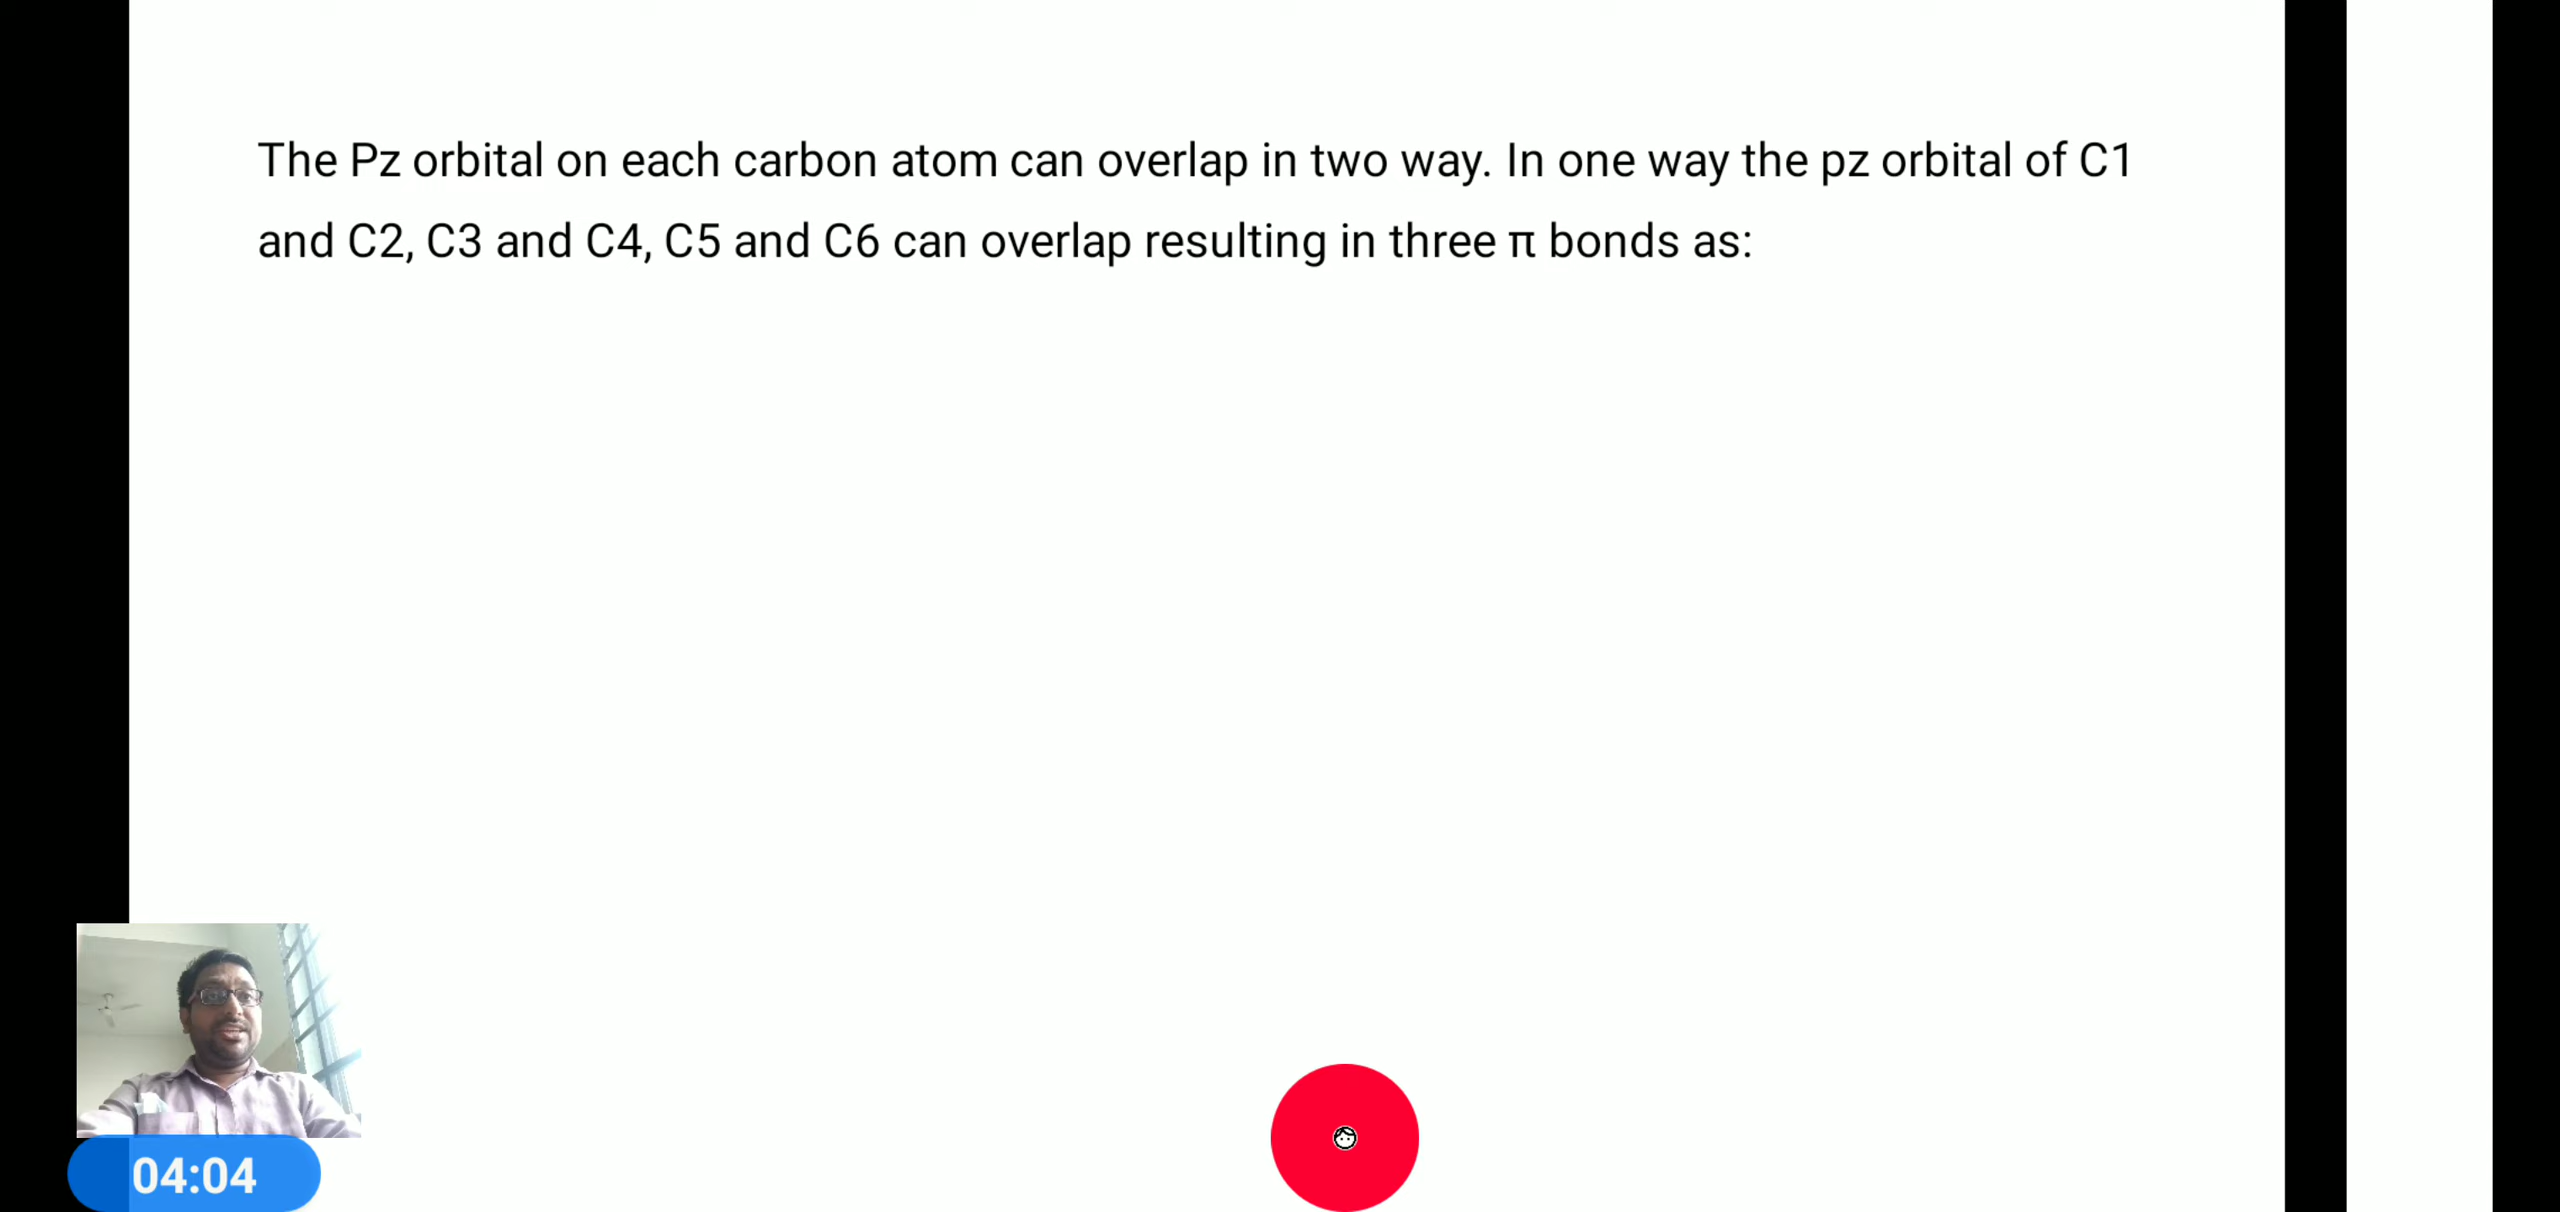 The Pz orbital on each carbon atom can overlap in two way. In one way the pz orbital of C1
and C2, C3 and C4, C5 and C6 can overlap resulting in three π bonds as:
04:04